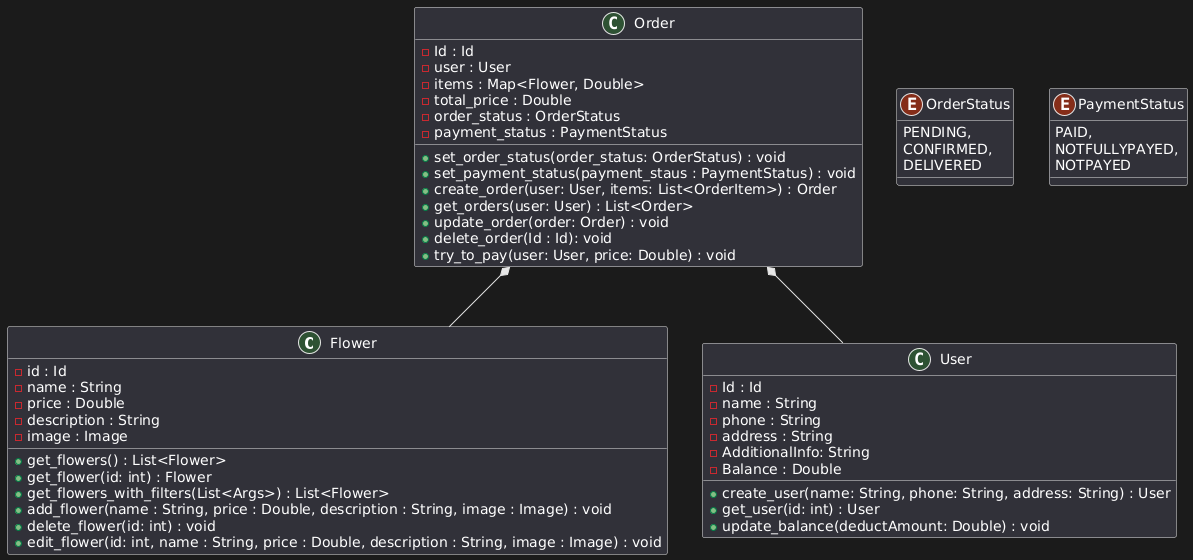 C Order
Id : Id
user : User
items : Map<Flower, Double>
total_price : Double
order_status : OrderStatus
payment_status : PaymentStatus
set_order_status(order_status: OrderStatus) : void
set_payment_status(payment_staus : PaymentStatus) : void
create_order(user: User, items: List<OrderItem>) : Order
get_orders(user: User) : List<Order>
update_order(order: Order) : void
delete_order(Id : Id): void
try_to_pay(user: User, price: Double) : void
E OrderStatus
PENDING,
CONFIRMED,
DELIVERED
E PaymentStatus
PAID,
NOTFULLYPAYED,
NOTPAYED
C Flower
id : Id
name : String
price : Double
description : String
image : Image
get_flowers() : List<Flower>
get_flower(id: int) : Flower
get_flowers_with_filters(List<Args>) : List<Flower>
add_flower(name : String, price : Double, description : String, image : Image) : void
delete_flower(id: int) : void
edit_flower(id: int, name : String, price : Double, description : String, image : Image) : void
C User
Id : Id
name : String
phone : String
address : String
AdditionalInfo: String
Balance : Double
create_user(name: String, phone: String, address: String) : User
get_user(id: int) : User
update_balance(deductAmount: Double) : void